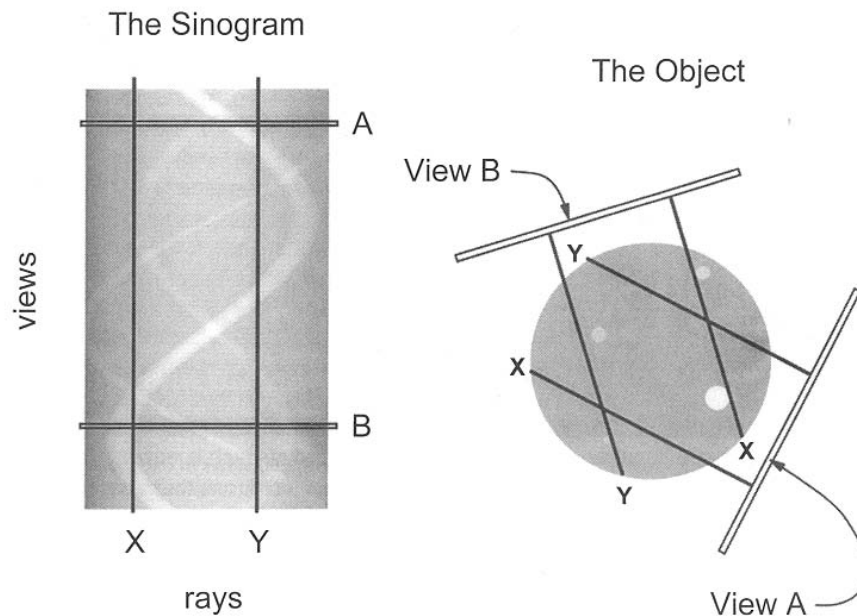 The Sinogram
A
B
views
X Y
rays
The Object
View B
Y
X
X
Y
View A